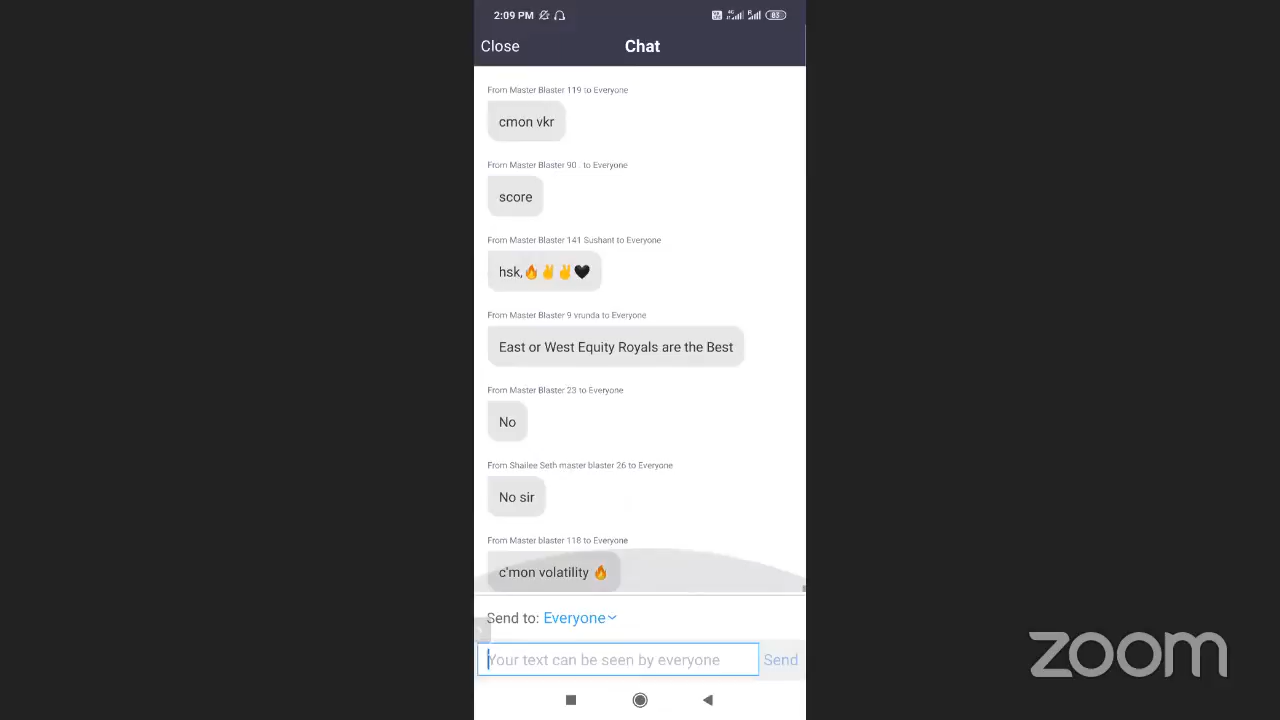 2:09 PM 83
Close Chat
From Master Blaster 119 to Everyone
cmon vkr
From Master Blaster 90 . to Everyone
score
From Master Blaster 141 Sushant to Everyone
hsk,🔥✌️✌️🖤
From Master Blaster 9 vrunda to Everyone
East or West Equity Royals are the Best
From Master Blaster 23 to Everyone
No
From Shailee Seth master blaster 26 to Everyone
No sir
From Master blaster 118 to Everyone
c'mon volatility 🔥
Send to: Everyone
Your text can be seen by everyone Send
zoom